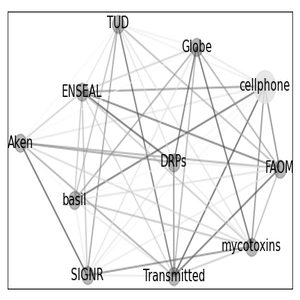 TUD
Globe
cellphone
ENSEAL
Aken
DRPs
FAOM
basil
mycotoxins
SIGNR
Transmitted